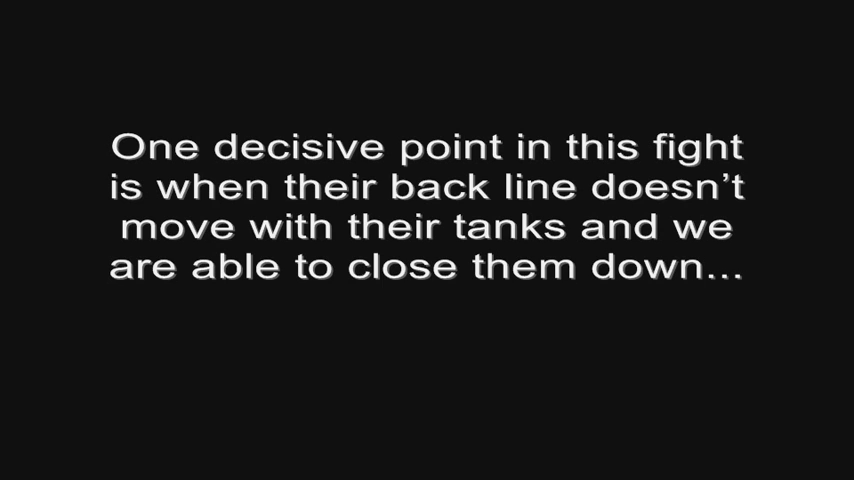 One decisive point in this fight
is when their back line doesn’t
move with their tanks and we
are able to close them down...